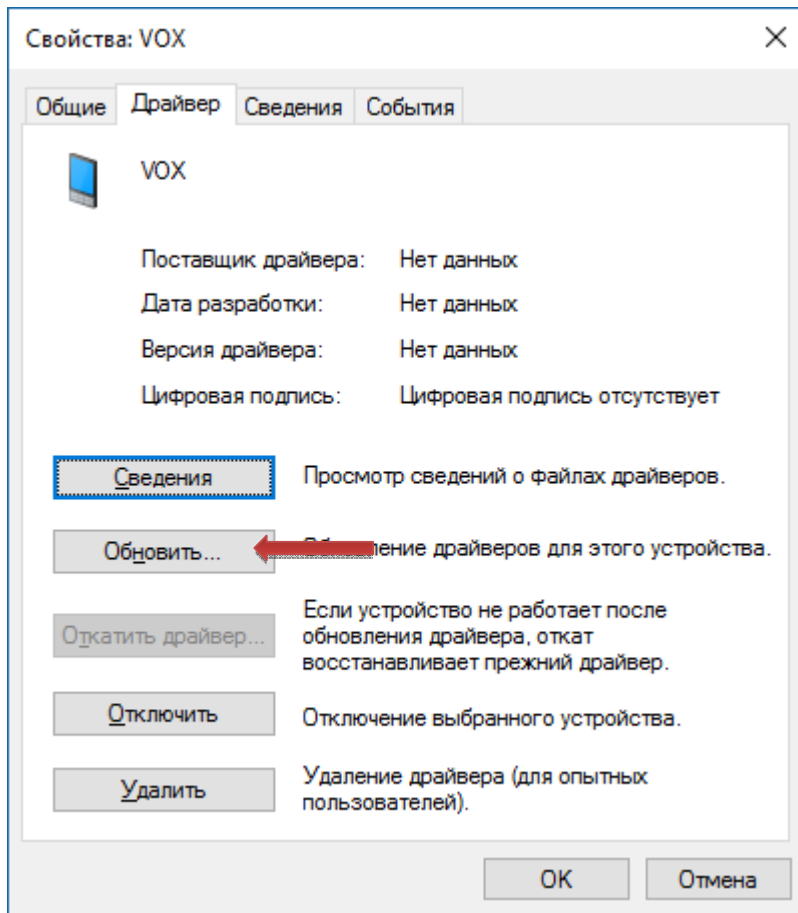 Свойства: VOX
Общие Драйвер Сведения События
VOX
Поставщик драйвера: Нет данных
Дата разработки: Нет данных
Версия драйвера: Нет данных
Цифровая подпись: Цифровая подпись отсутствует
Сведения Просмотр сведений о файлах драйверов.
Обновить... драйверов для этого устройства.
Откатить драйвер... Если устройство не работает после
обновления драйвера, откат
восстанавливает прежний драйвер.
Отключить Отключение выбранного устройства.
Удалить Удаление драйвера (для опытных
пользователей).
OK Отмена